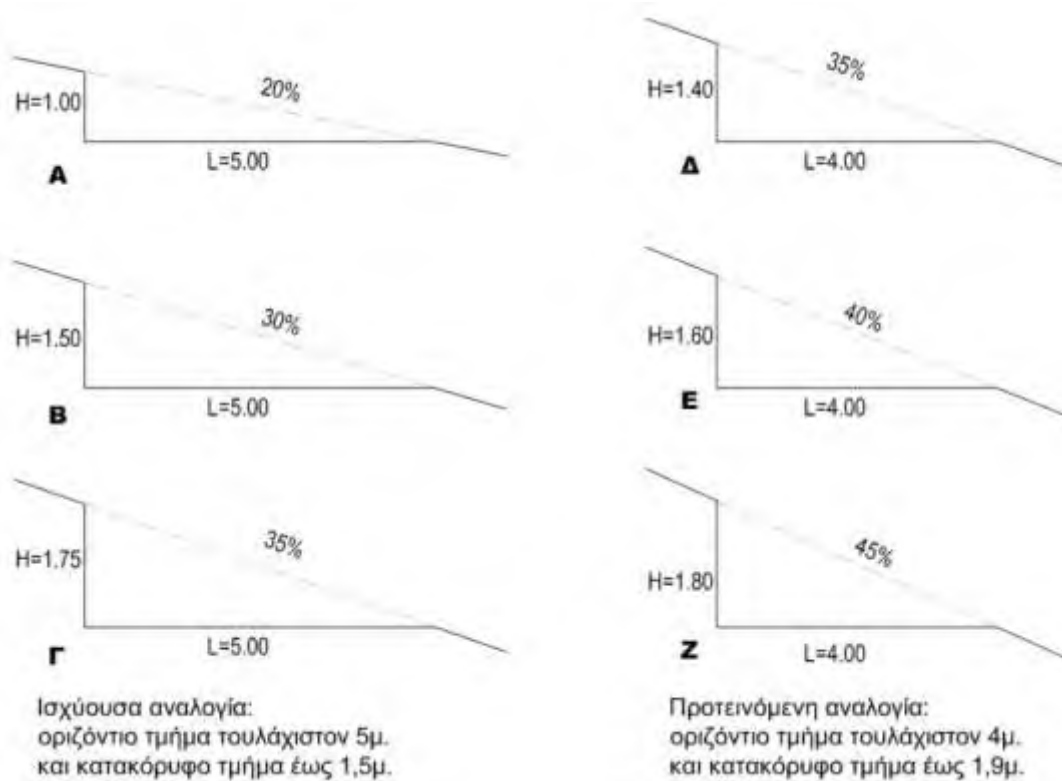 H=1.00
20%
L=5.00
Α
H=1.50
30%
L=5.00
Β
H=1.75
35%
L=5.00
Γ
Ισχύουσα αναλογία:
οριζόντιο τμήμα τουλάχιστον 5μ.
και κατακόρυφο τμήμα έως 1,5μ.
35%
H=1.40
L=4.00
Δ
H=1.60
40%
L=4.00
Ε
H=1.80
45%
L=4.00
Ζ
Προτεινόμενη αναλογία:
οριζόντιο τμήμα τουλάχιστον 4μ.
και κατακόρυφο τμήμα έως 1,9μ.